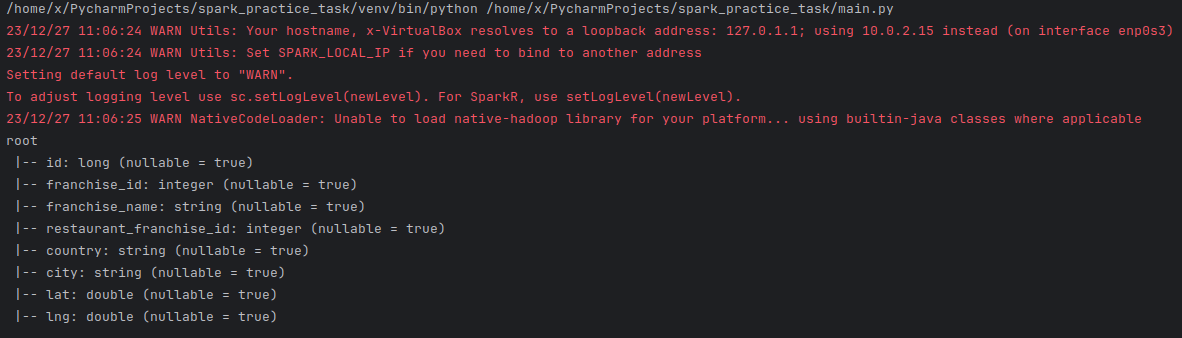 /home/x/PycharmProjects/spark_practice_task/venv/bin/python /home/x/PycharmProjects/spark_practice_task/main.py
23/12/27 11:06:24 WARN Utils: Your hostname, x-VirtualBox resolves to a loopback address: 127.0.1.1; using 10.0.2.15 instead (on interface enp0s3)
23/12/27 11:06:24 WARN Utils: Set SPARK_LOCAL_IP if you need to bind to another address
Setting default log level to "WARN".
To adjust logging level use sc.setLogLevel(newLevel). For SparkR, use setLogLevel(newLevel).
23/12/27 11:06:25 WARN NativeCodeLoader: Unable to load native-hadoop library for your platform... using builtin-java classes where applicable
root
 |-- id: long (nullable = true)
 |-- franchise_id: integer (nullable = true)
 |-- franchise_name: string (nullable = true)
 |-- restaurant_franchise_id: integer (nullable = true)
 |-- country: string (nullable = true)
 |-- city: string (nullable = true)
 |-- lat: double (nullable = true)
 |-- lng: double (nullable = true)